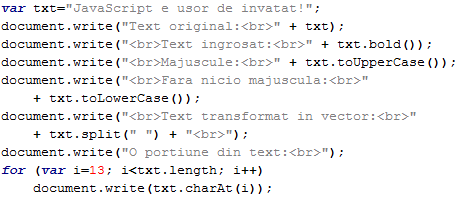 var txt="JavaScript e usor de invatat!";
document.write("Text original:<br>" + txt);
document.write("<br>Text ingrosat:<br>" + txt.bold());
document.write("<br>Majuscule:<br>" + txt.toUpperCase());
document.write("<br>Fara nicio majuscula:<br>"
    + txt.toLowerCase());
document.write("<br>Text transformat in vector:<br>"
    + txt.split(" ") + "<br>");
document.write("O portiune din text:<br>");
for (var i=13; i<txt.length; i++)
    document.write(txt.charAt(i));